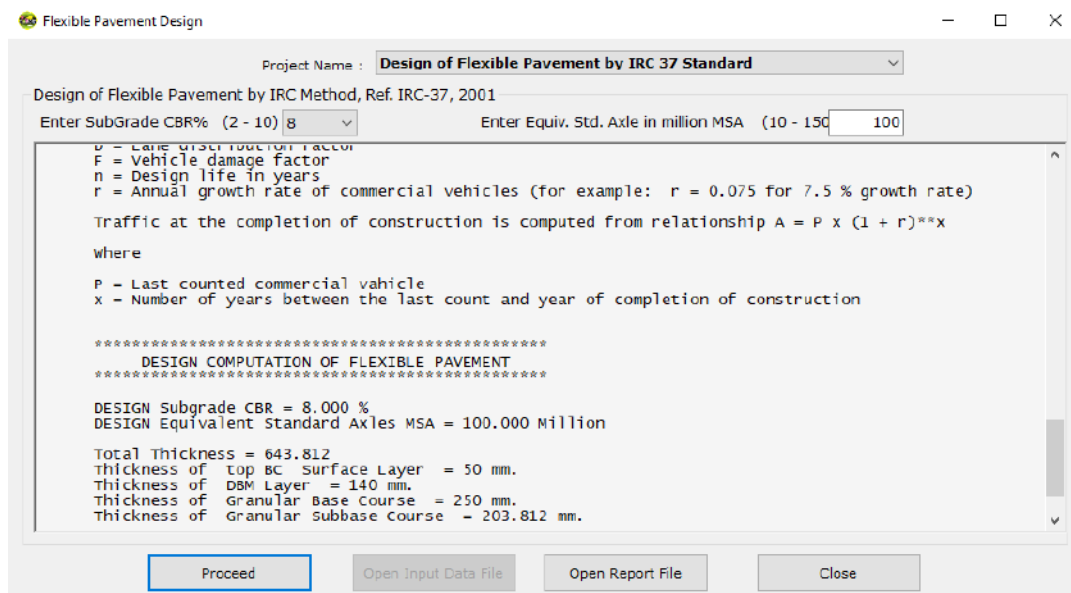 Flexible Pavement Design
Project Name : Design of Flexible Pavement by IRC 37 Standard
Design of Flexible Pavement by IRC Method, Ref. IRC-37, 2001
Enter SubGrade CBR% (2 - 10) 8 Enter Equiv. Std. Axle in million MSA (10 - 150 100
D = Lane distribution factor
F = Vehicle damage factor
n = Design life in years
r = Annual growth rate of commercial vehicles (for example: r = 0.075 for 7.5 % growth rate)
Traffic at the completion of construction is computed from relationship A = P x (1 + r)**x
Where
P = Last counted commercial vahicle
x = Number of years between the last count and year of completion of construction
************************************************
DESIGN COMPUTATION OF FLEXIBLE PAVEMENT
************************************************
DESIGN Subgrade CBR = 8.000 %
DESIGN Equivalent Standard Axles MSA = 100.000 Million
Total Thickness = 643.812
Thickness of top BC Surface Layer = 50 mm.
Thickness of DBM Layer = 140 mm.
Thickness of Granular Base Course = 250 mm.
Thickness of Granular Subbase Course = 203.812 mm.
Proceed Open Input Data File Open Report File Close